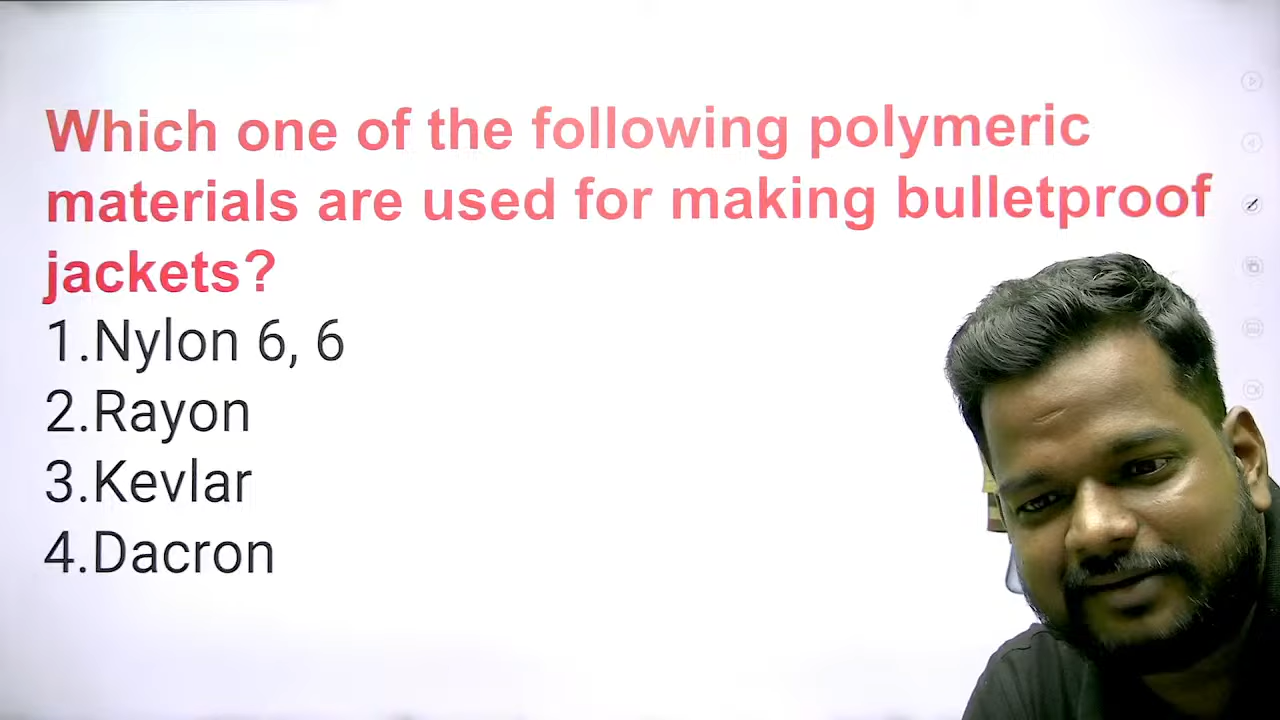 Which one of the following polymeric
materials are used for making bulletproof
jackets?
1.Nylon 6, 6
2.Rayon
3.Kevlar
4.Dacron